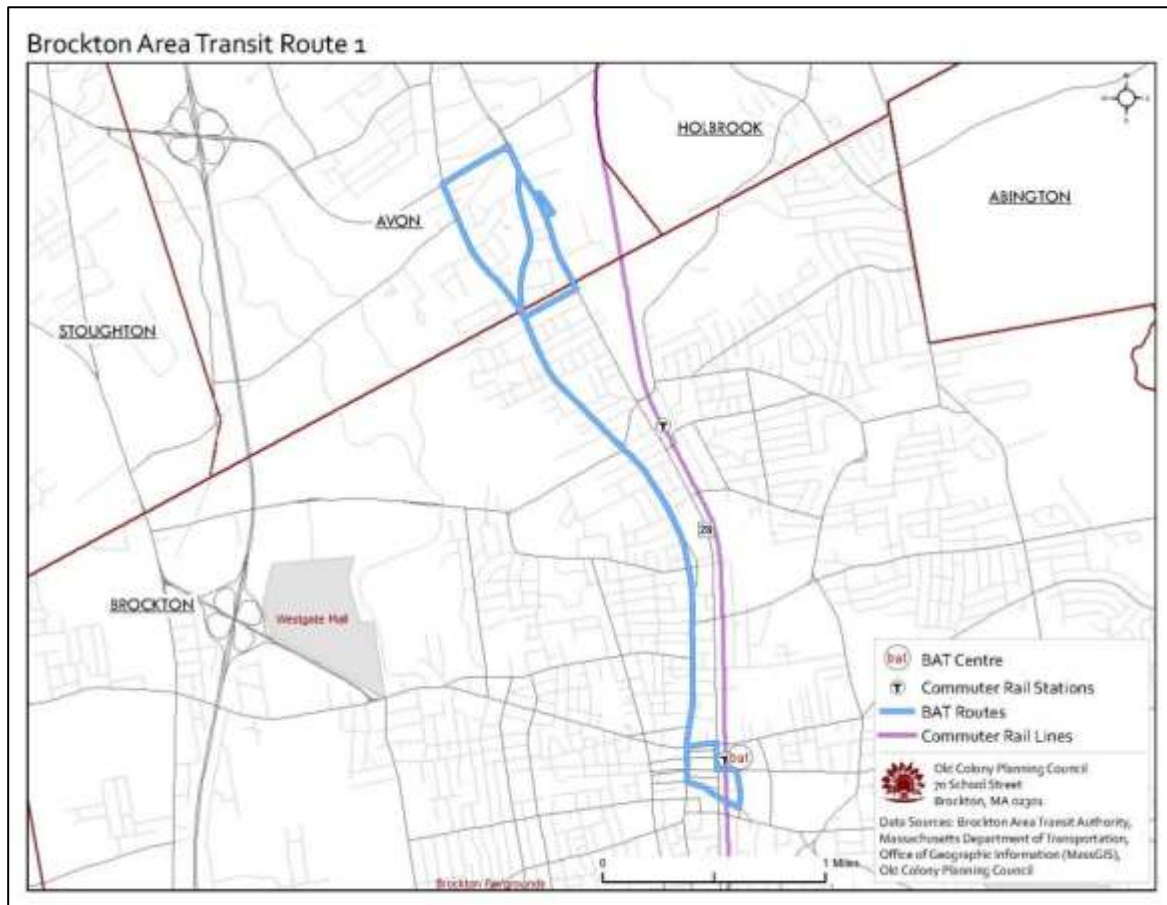 Brockton Area Transit Route 1
HOLBROOK
ABINGTON
AVON
STOUGHTON
28
BROCKTON
Westgate Mall
T
T
bat
bat BAT Centre
T Commuter Rail Stations
BAT Routes
Commuter Rail Lines
Old Colony Planning Council
70 School Street
Brockton, MA 02301
Data Sources: Brockton Area Transit Authority,
Massachusetts Department of Transportation,
Office of Geographic Information (MassGIS),
Old Colony Planning Council
0
1 Miles
Brockton Fairgrounds